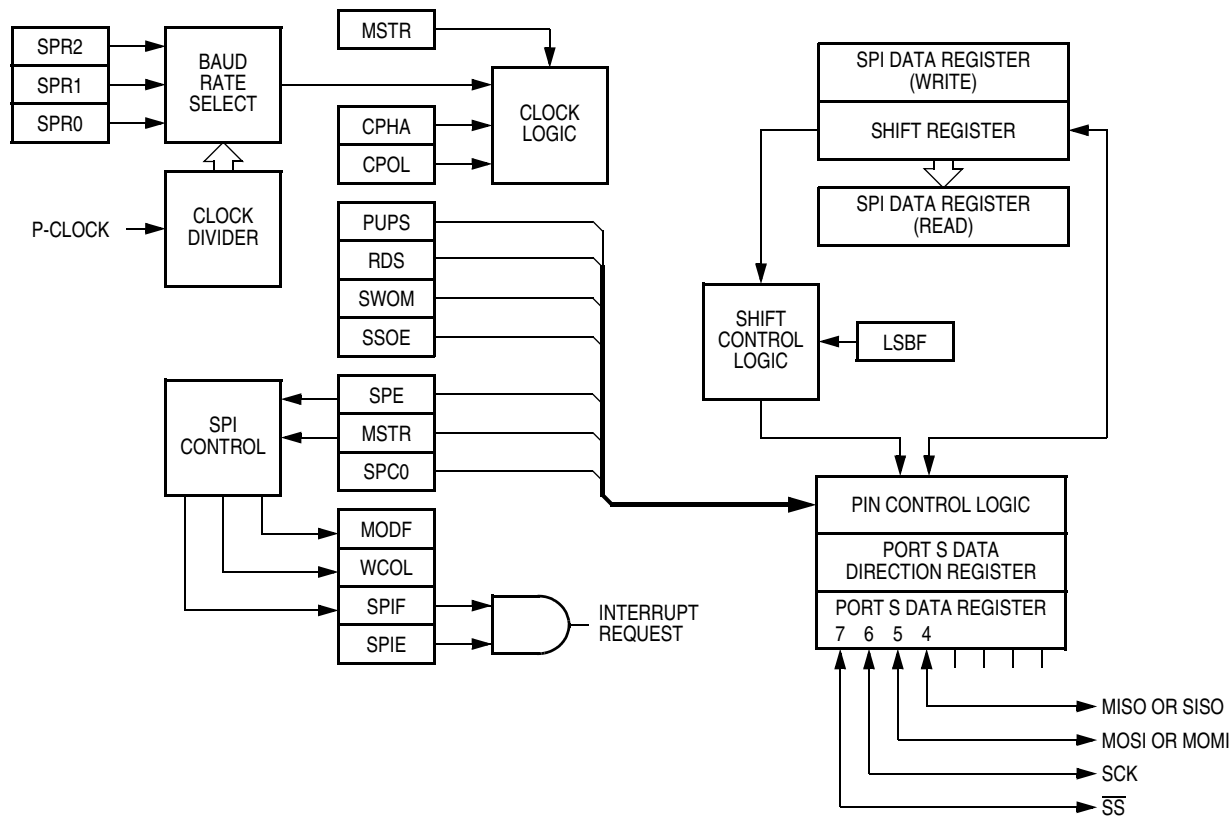 SPR2
SPR1
SPR0
BAUD
RATE
SELECT
P-CLOCK
CLOCK
DIVIDER
MSTR
CPHA
CPOL
CLOCK
LOGIC
PUPS
RDS
SWOM
SSOE
SPI
CONTROL
SPE
MSTR
SPC0
MODF
WCOL
SPIF
SPIE
INTERRUPT
REQUEST
SPI DATA REGISTER
(WRITE)
SHIFT REGISTER
SPI DATA REGISTER
(READ)
SHIFT
CONTROL
LOGIC
LSBF
PIN CONTROL LOGIC
PORT S DATA
DIRECTION REGISTER
PORT S DATA REGISTER
7 6 5 4
MISO OR SISO
MOSI OR MOMI
SCK
S̅S̅